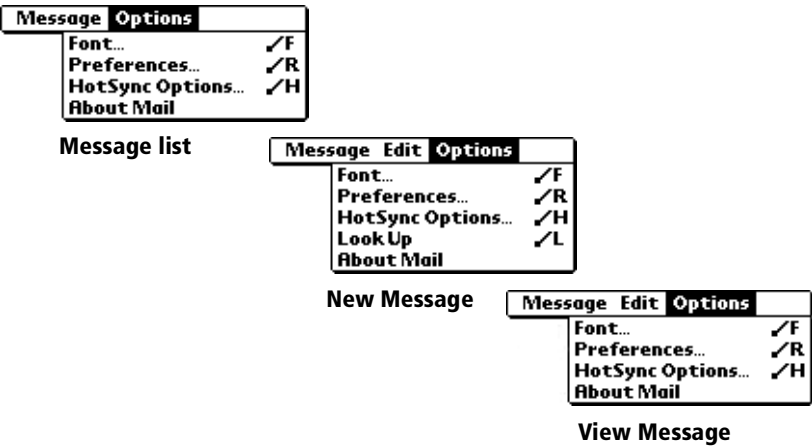 Message Options
Font... ✓F
Preferences... ✓R
HotSync Options... ✓H
About Mail
Message list
Message Edit Options
Font... ✓F
Preferences... ✓R
HotSync Options... ✓H
Look Up ✓L
About Mail
New Message
Message Edit Options
Font... ✓F
Preferences... ✓R
HotSync Options... ✓H
About Mail
View Message